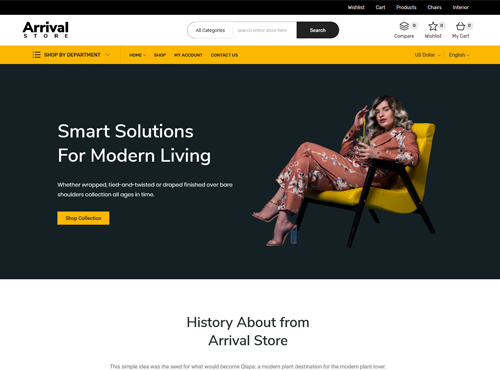 Wishlist Cart Products Chairs Interior
Arrival
STORE
All Categories search entire store here Search
0 0 0
Compare Wishlist My Cart
SHOP BY DEPARTMENT HOME SHOP MY ACCOUNT CONTACT US US Dollar English
Smart Solutions
For Modern Living
Whether wrapped, tied-and-twisted or draped finished over bare
shoulders collection all ages in time.
Shop Collection
History About from
Arrival Store
This simple idea was the seed for what would become Qlapa: a modern plant destination for the modern plant lover.